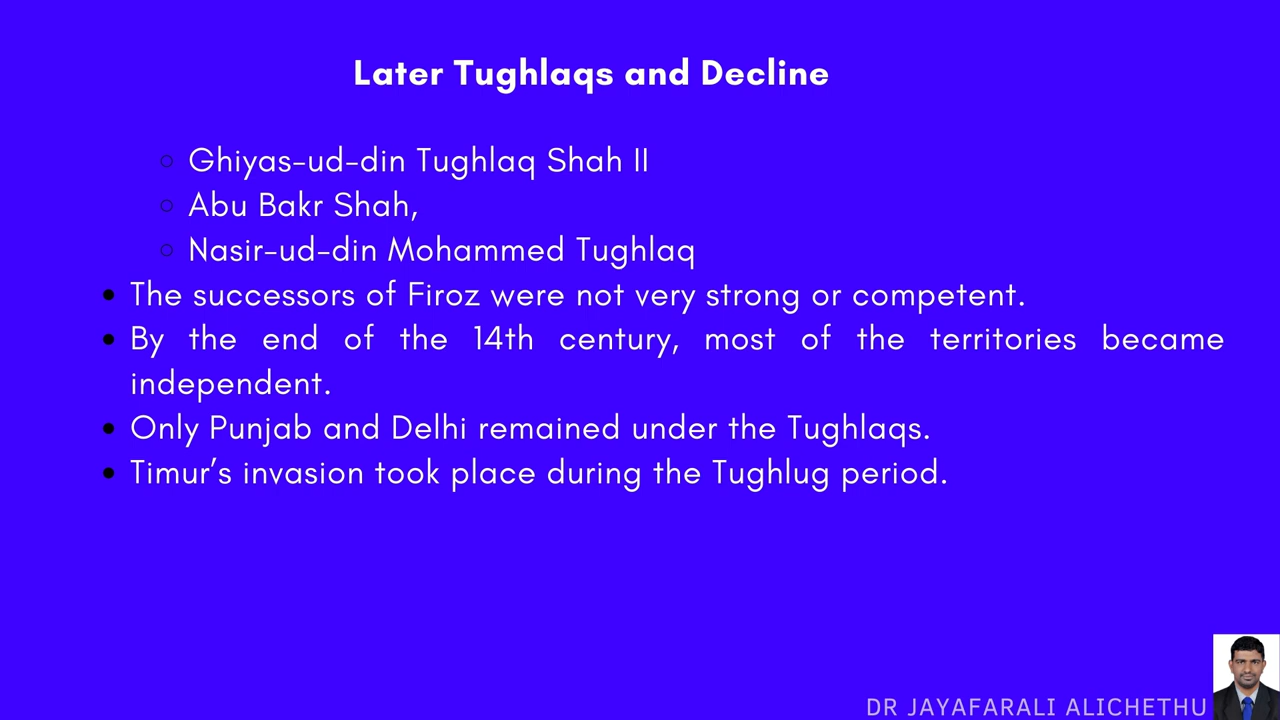 Later Tughlaqs and Decline
Ghiyas-ud-din Tughlaq Shah II
Abu Bakr Shah,
Nasir-ud-din Mohammed Tughlaq
The successors of Firoz were not very strong or competent.
By the end of the 14th century, most of the territories became
independent.
Only Punjab and Delhi remained under the Tughlaqs.
Timur’s invasion took place during the Tughlug period.
DR JAYAFARALI ALICHETHU